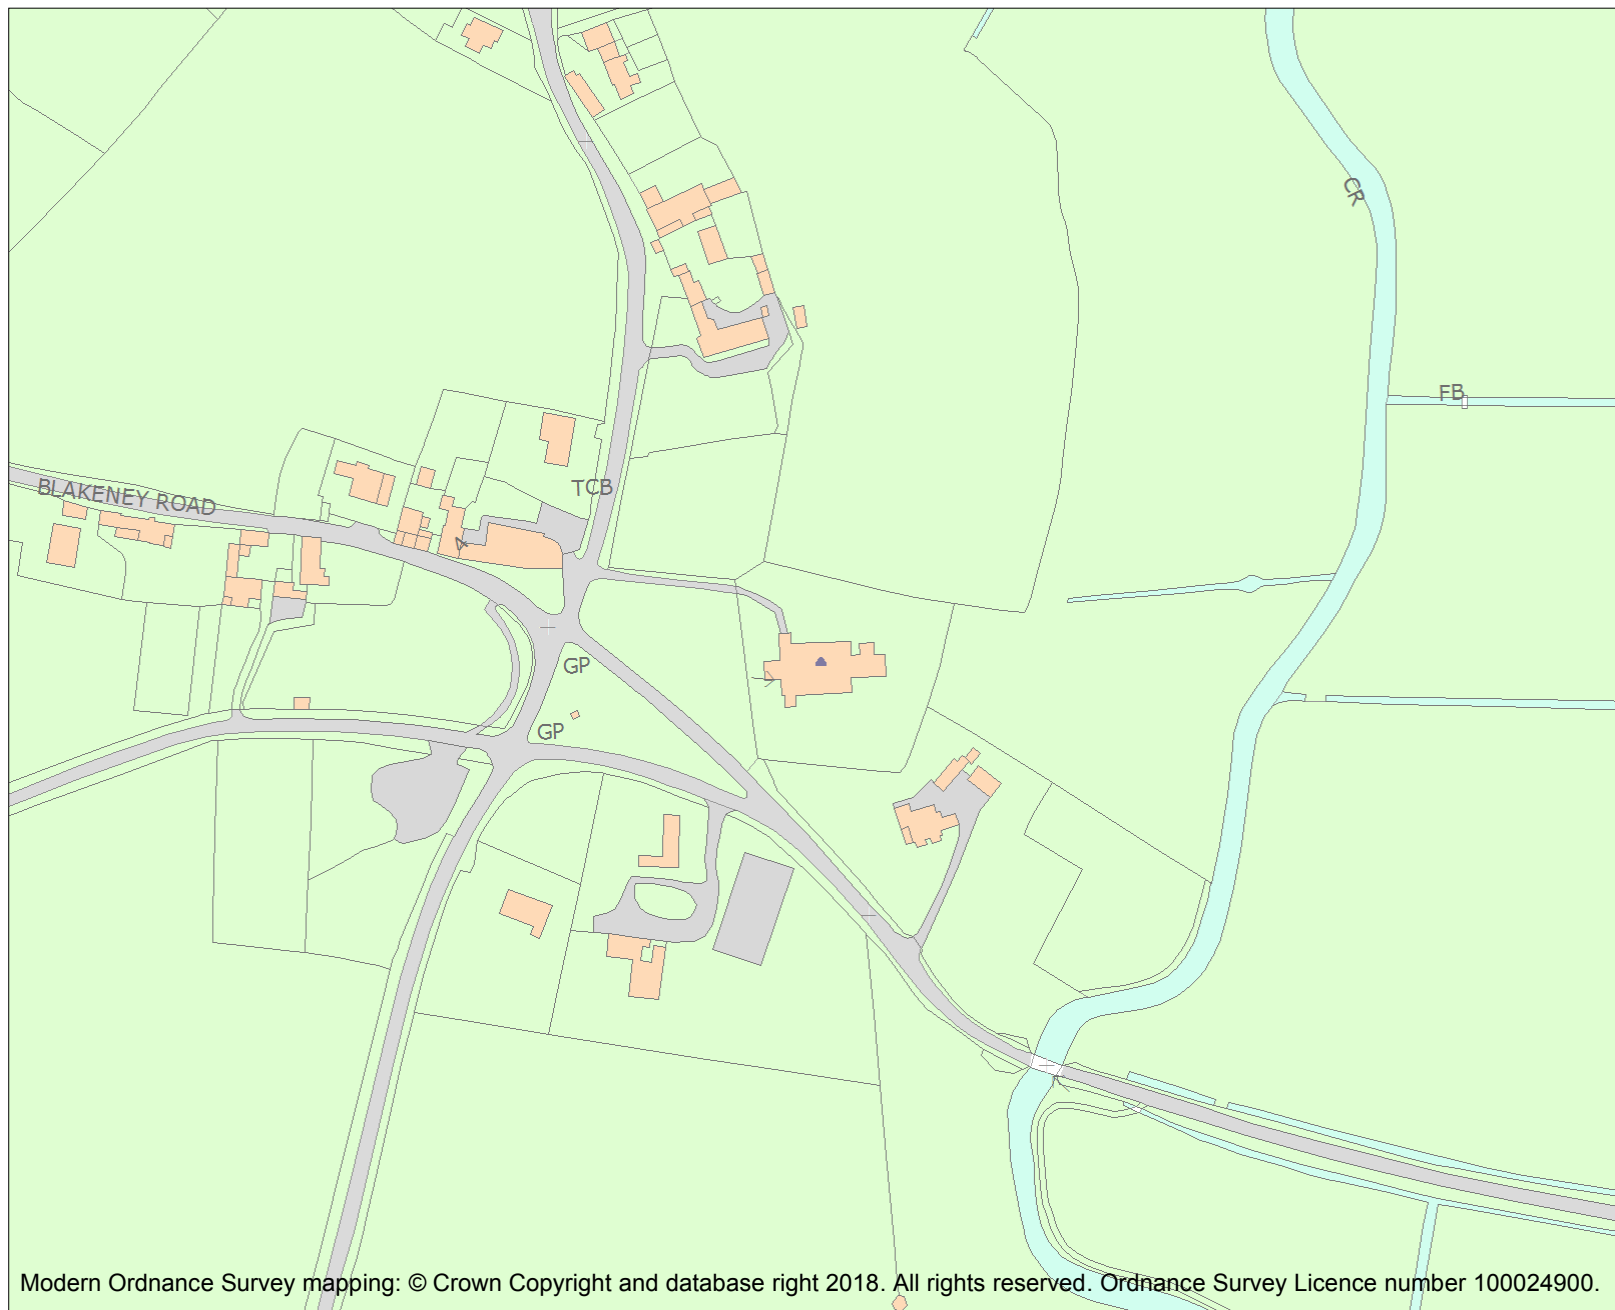 CR
FB
TCB
BLAKENEY ROAD
4
GP
GP
Modern Ordnance Survey mapping: © Crown Copyright and database right 2018. All rights reserved. Ordnance Survey Licence number 100024900.